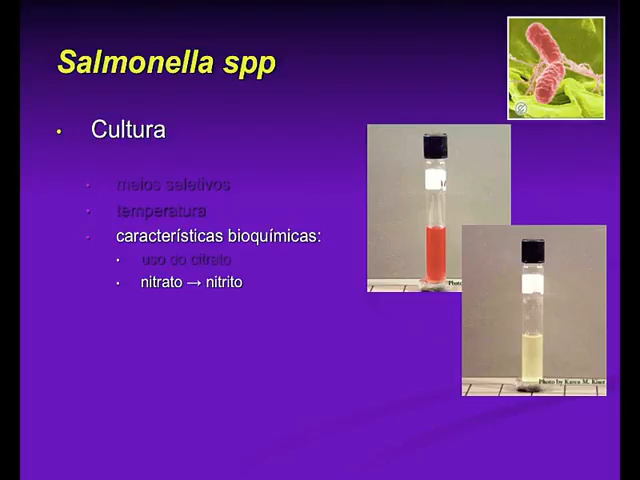 Salmonella spp
• Cultura
• meios seletivos
• temperatura
• características bioquímicas:
• uso do citrato
• nitrato → nitrito
Photo by Karen M. Kiser